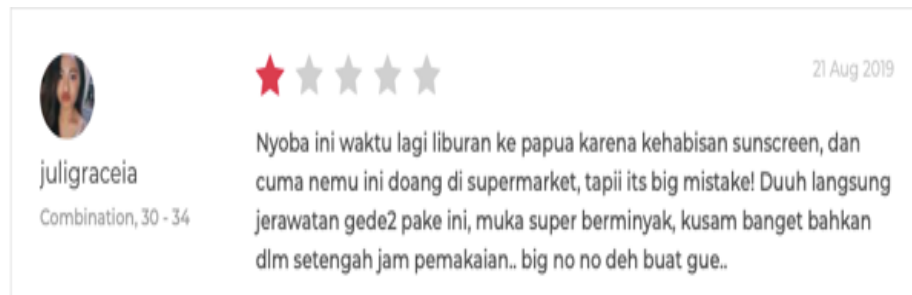 21 Aug 2019
juligraceia
Combination, 30 - 34
Nyoba ini waktu lagi liburan ke papua karena kehabisan sunscreen, dan
cuma nemu ini doang di supermarket, tapii its big mistake! Duuh langsung
jerawatan gede2 pake ini, muka super berminyak, kusam banget bahkan
dlm setengah jam pemakaian.. big no no deh buat gue..